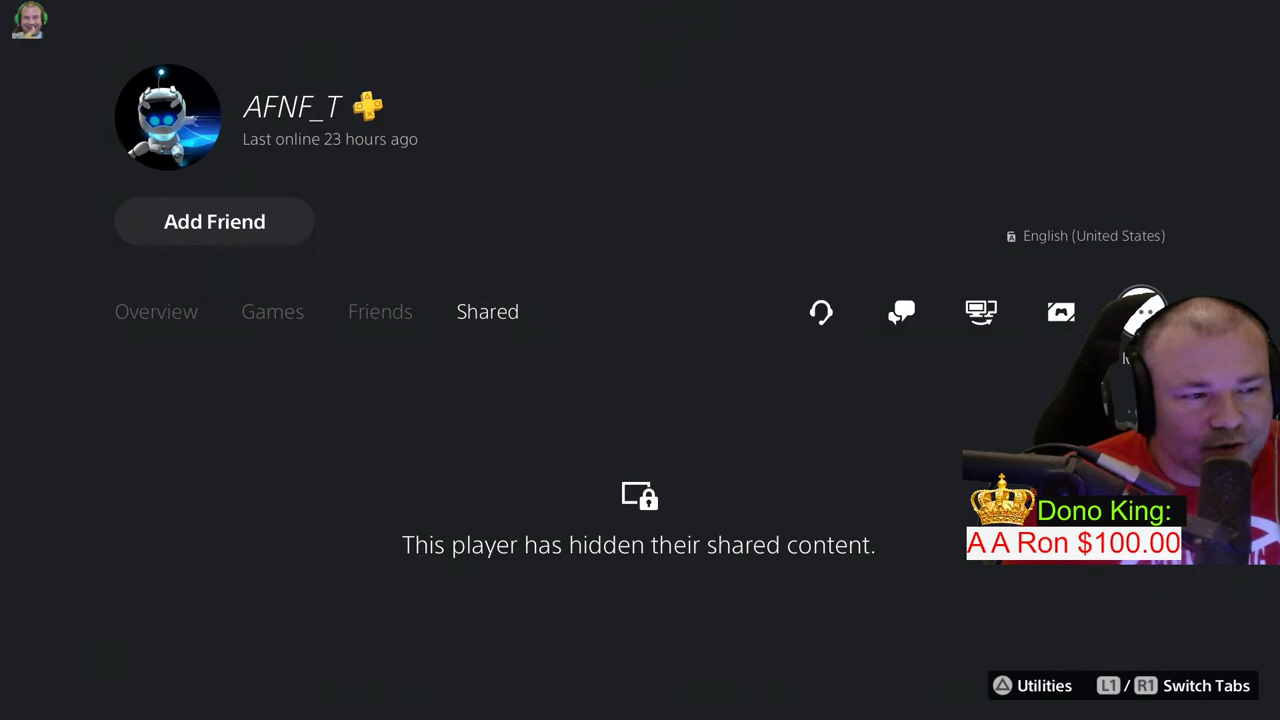 AFNF_T
Last online 23 hours ago
Add Friend
English (United States)
Overview Games Friends Shared
This player has hidden their shared content.
Dono King:
A A Ron $100.00
Utilities L1 / R1 Switch Tabs